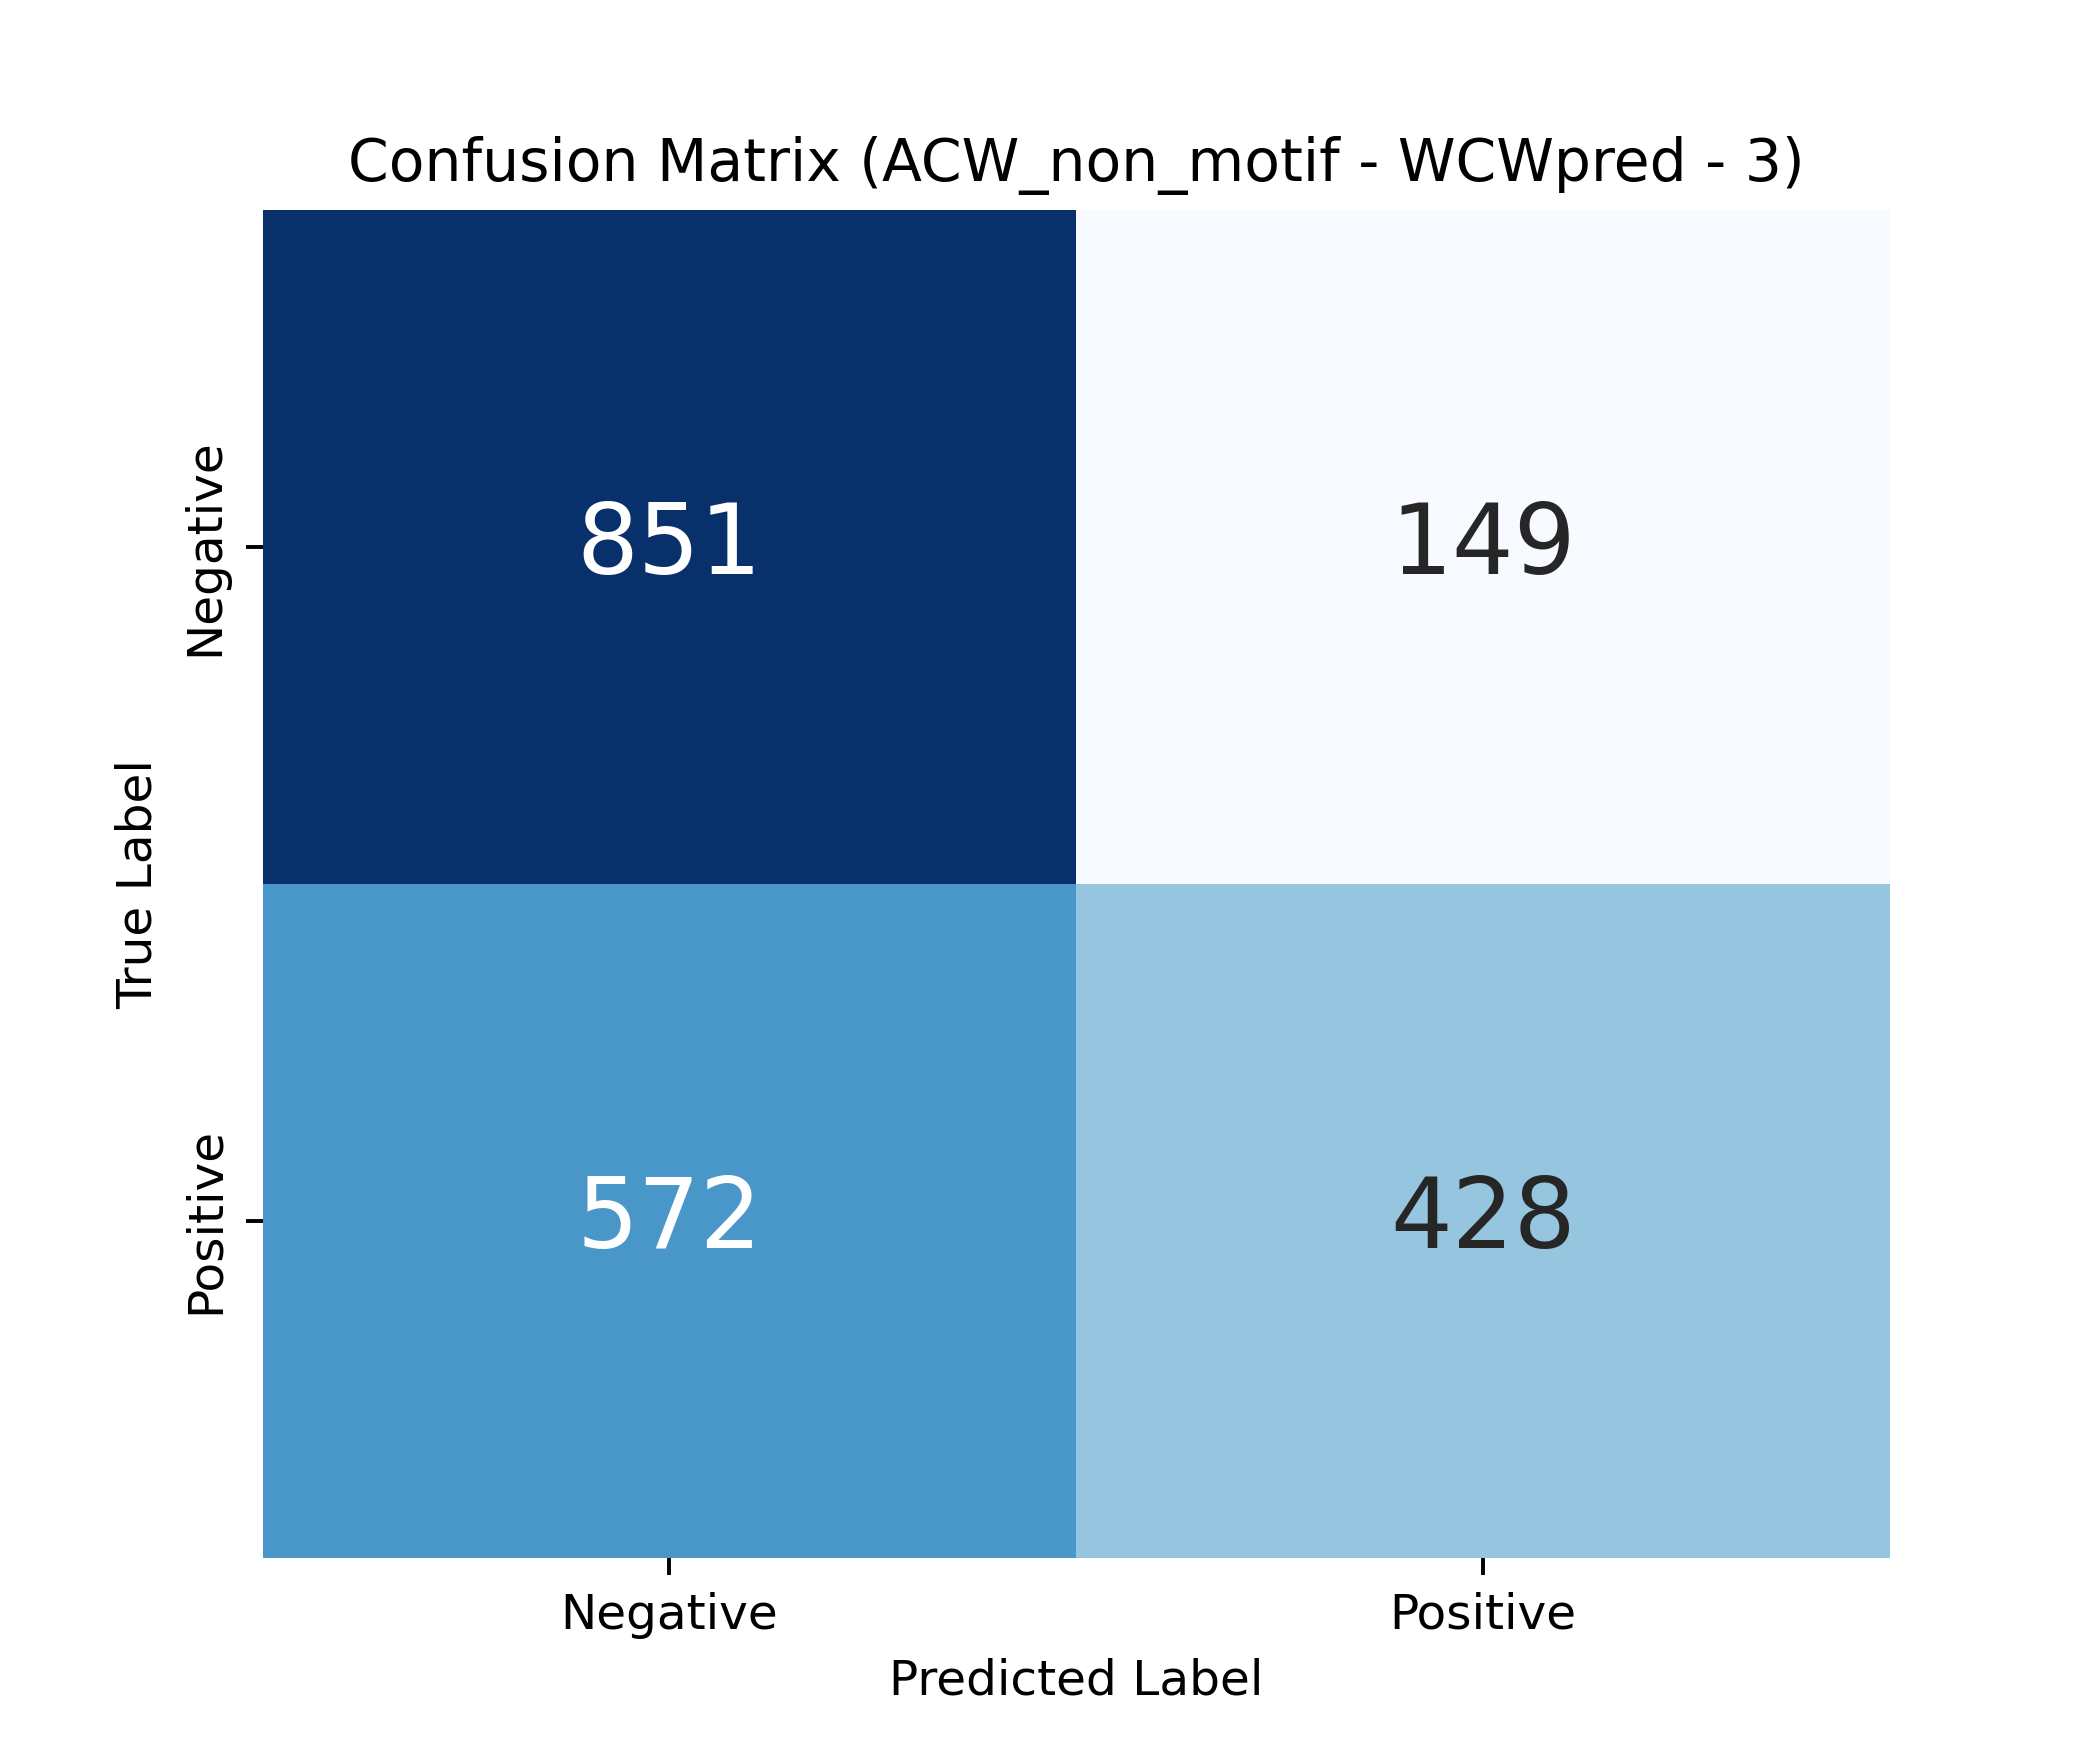 Confusion Matrix (ACW_non_motif - WCWpred - 3)
True Label
Negative
851
149
Positive
572
428
Negative
Positive
Predicted Label